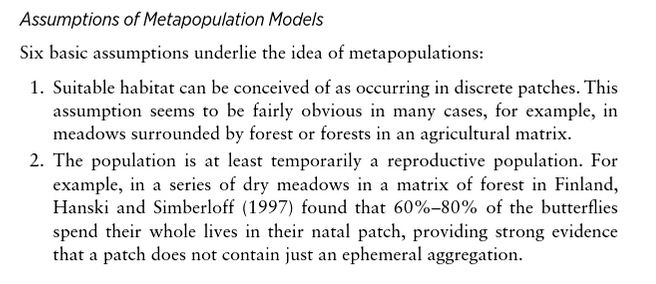 Assumptions of Metapopulation Models
Six basic assumptions underlie the idea of metapopulations:
1. Suitable habitat can be conceived of as occurring in discrete patches. This
assumption seems to be fairly obvious in many cases, for example, in
meadows surrounded by forest or forests in an agricultural matrix.
2. The population is at least temporarily a reproductive population. For
example, in a series of dry meadows in a matrix of forest in Finland,
Hanski and Simberloff (1997) found that 60%–80% of the butterflies
spend their whole lives in their natal patch, providing strong evidence
that a patch does not contain just an ephemeral aggregation.